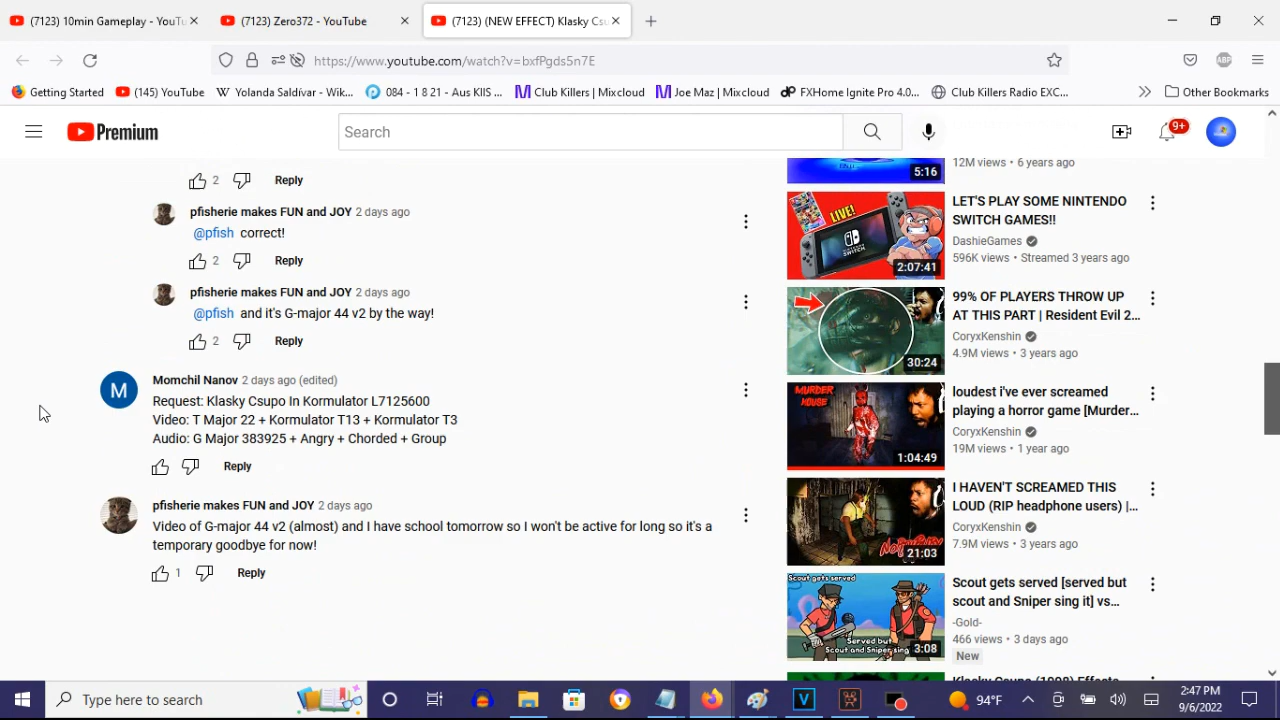 (7123) 10min Gameplay - YouTu
(7123) Zero372 - YouTube
(7123) (NEW EFFECT) Klasky Csu
https://www.youtube.com/watch?v=bxfPgds5n7E
Getting Started
(145) YouTube
Yolanda Saldívar - Wik...
084 - 1 8 21 - Aus KIIS ...
Club Killers | Mixcloud
Joe Maz | Mixcloud
FXHome Ignite Pro 4.0...
Club Killers Radio EXC...
Other Bookmarks
Premium
Search
9+
2 Reply
pfisherie makes FUN and JOY 2 days ago
@pfish correct!
2 Reply
pfisherie makes FUN and JOY 2 days ago
@pfish and it's G-major 44 v2 by the way!
2 Reply
M
Momchil Nanov 2 days ago (edited)
Request: Klasky Csupo In Kormulator L7125600
Video: T Major 22 + Kormulator T13 + Kormulator T3
Audio: G Major 383925 + Angry + Chorded + Group
Reply
pfisherie makes FUN and JOY 2 days ago
Video of G-major 44 v2 (almost) and I have school tomorrow so I won't be active for long so it's a
temporary goodbye for now!
1 Reply
12M views • 6 years ago
5:16
LIVE!
2:07:41
LET'S PLAY SOME NINTENDO
SWITCH GAMES!!
DashieGames
596K views • Streamed 3 years ago
30:24
99% OF PLAYERS THROW UP
AT THIS PART | Resident Evil 2...
CoryxKenshin
4.9M views • 3 years ago
MURDER
HOUSE
1:04:49
loudest i've ever screamed
playing a horror game [Murder...
CoryxKenshin
19M views • 1 year ago
21:03
I HAVEN'T SCREAMED THIS
LOUD (RIP headphone users) |...
CoryxKenshin
7.9M views • 3 years ago
Scout gets served
Served but
Scout and Sniper sing
3:08
Scout gets served [served but
scout and Sniper sing it] vs...
-Gold-
466 views • 3 days ago
New
Klasky Csupo (1998) Effects
Type here to search
94°F
2:47 PM
9/6/2022